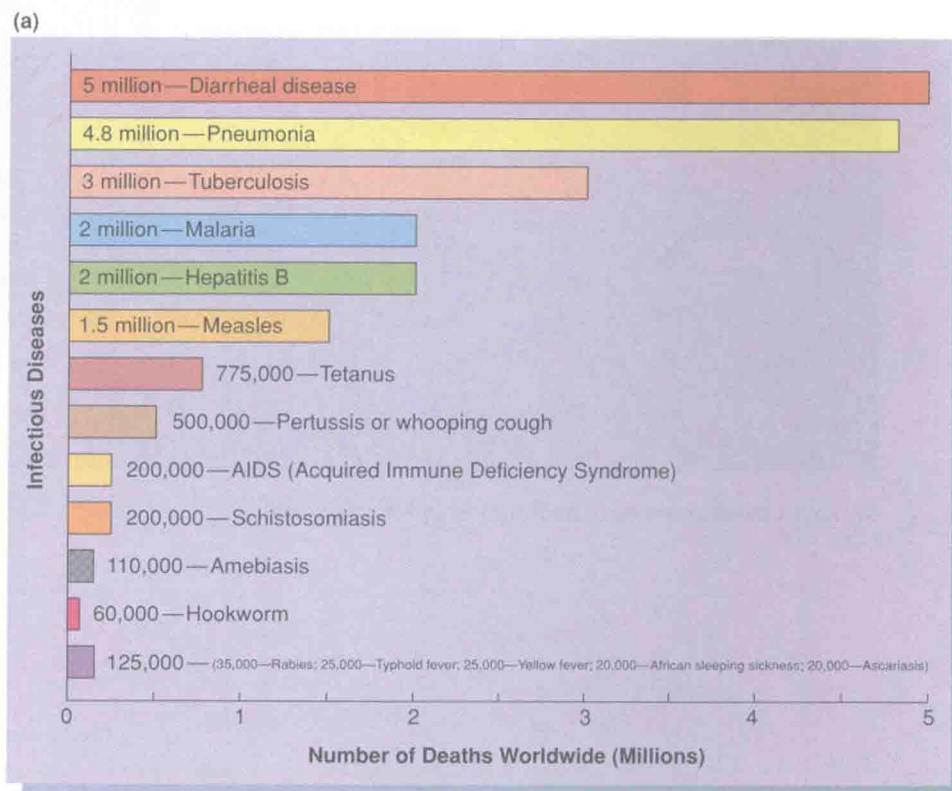 (a)
5 million—Diarrheal disease
4.8 million—Pneumonia
3 million—Tuberculosis
2 million—Malaria
2 million—Hepatitis B
1.5 million—Measles
775,000—Tetanus
500,000—Pertussis or whooping cough
200,000—AIDS (Acquired Immune Deficiency Syndrome)
200,000—Schistosomiasis
110,000—Amebiasis
60,000—Hookworm
125,000—(35,000—Rabies; 25,000—Typhoid fever; 25,000—Yellow fever; 20,000—African sleeping sickness; 20,000—Ascariasis)
Infectious Diseases
0 1 2 3 4 5
Number of Deaths Worldwide (Millions)